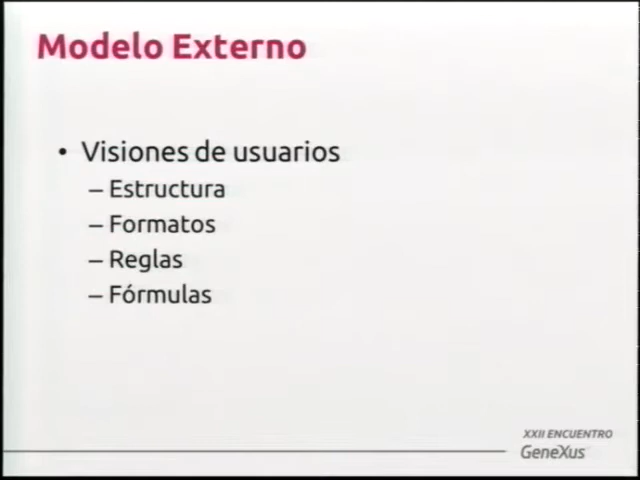 Modelo Externo
• Visiones de usuarios
– Estructura
– Formatos
– Reglas
– Fórmulas
XXII ENCUENTRO
GeneXus